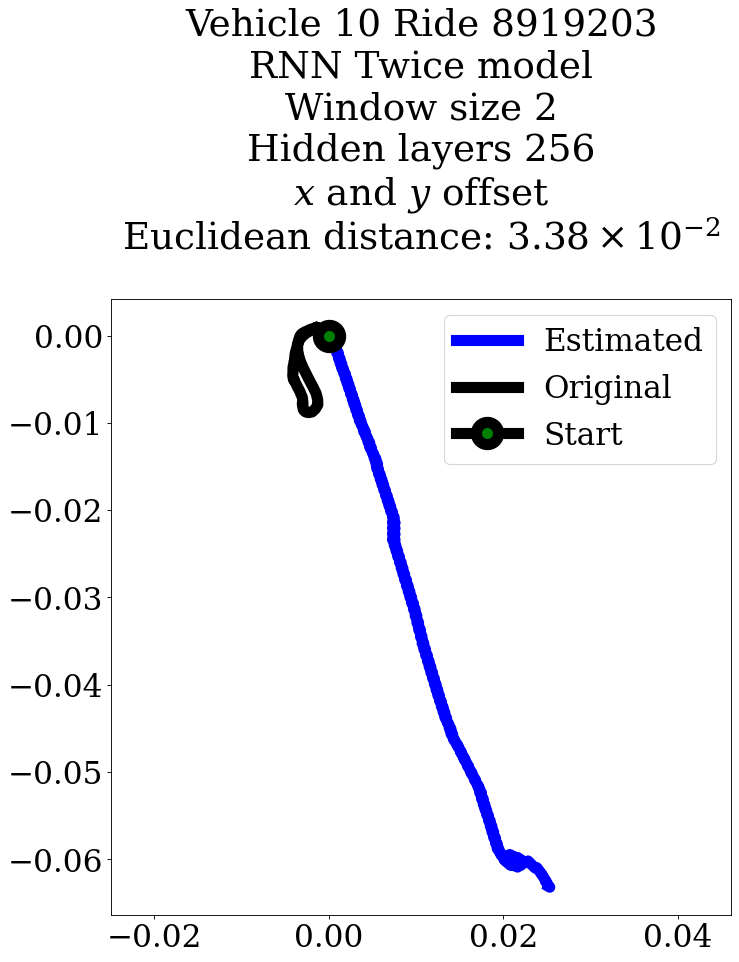 Vehicle 10 Ride 8919203
RNN Twice model
Window size 2
Hidden layers 256
x and y offset
Euclidean distance: 3.38 × 10⁻²
Estimated
Original
Start
0.00
−0.01
−0.02
−0.03
−0.04
−0.05
−0.06
−0.02 0.00 0.02 0.04